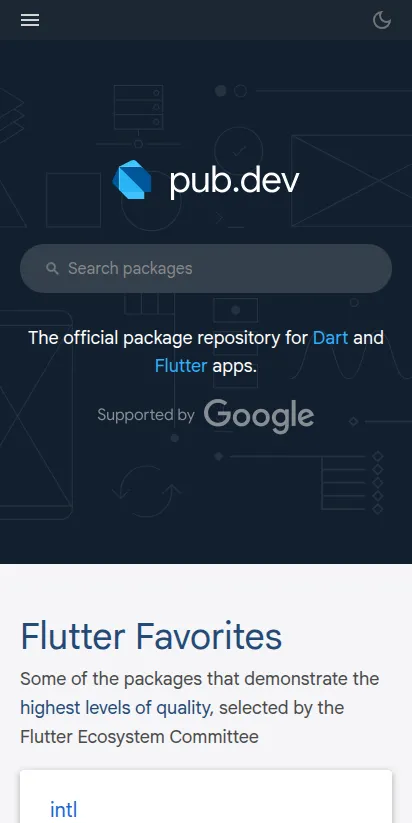 pub.dev
Search packages
The official package repository for Dart and
Flutter apps.
Supported by Google
Flutter Favorites
Some of the packages that demonstrate the
highest levels of quality, selected by the
Flutter Ecosystem Committee
intl